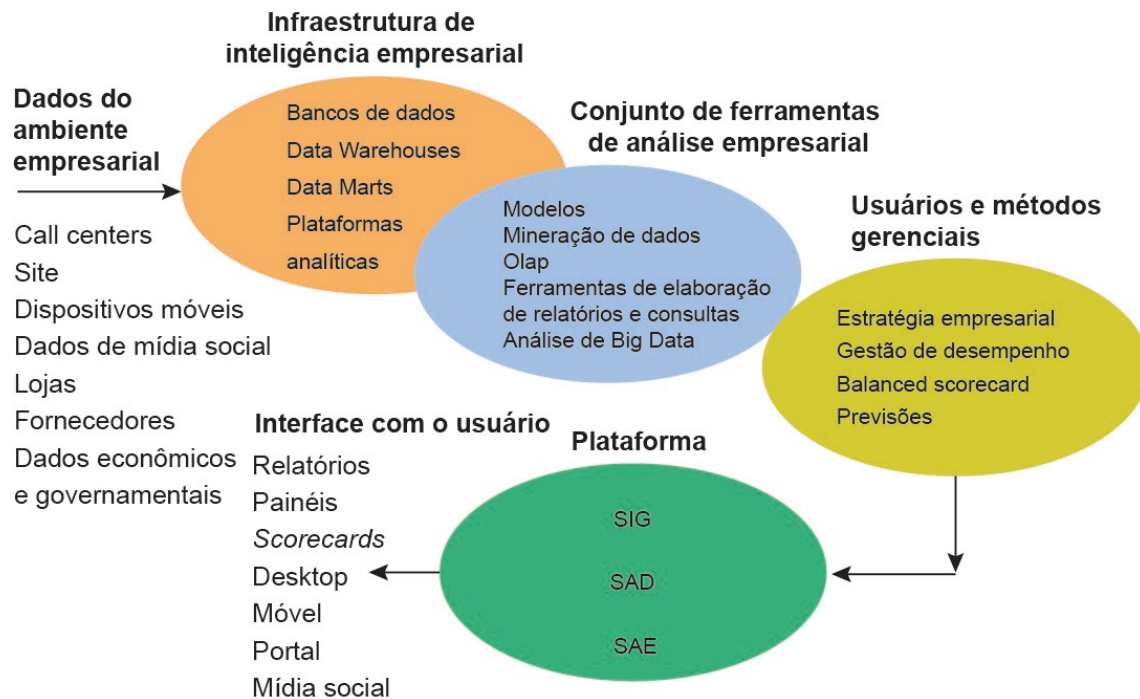 Infraestrutura de
inteligência empresarial
Dados do
ambiente
empresarial
Call centers
Site
Dispositivos móveis
Dados de mídia social
Lojas
Fornecedores
Dados econômicos
e governamentais
Bancos de dados
Data Warehouses
Data Marts
Plataformas
analíticas
Conjunto de ferramentas
de análise empresarial
Modelos
Mineração de dados
Olap
Ferramentas de elaboração
de relatórios e consultas
Análise de Big Data
Usuários e métodos
gerenciais
Estratégia empresarial
Gestão de desempenho
Balanced scorecard
Previsões
Plataforma
SIG
SAD
SAE
Interface com o usuário
Relatórios
Painéis
Scorecards
Desktop
Móvel
Portal
Mídia social